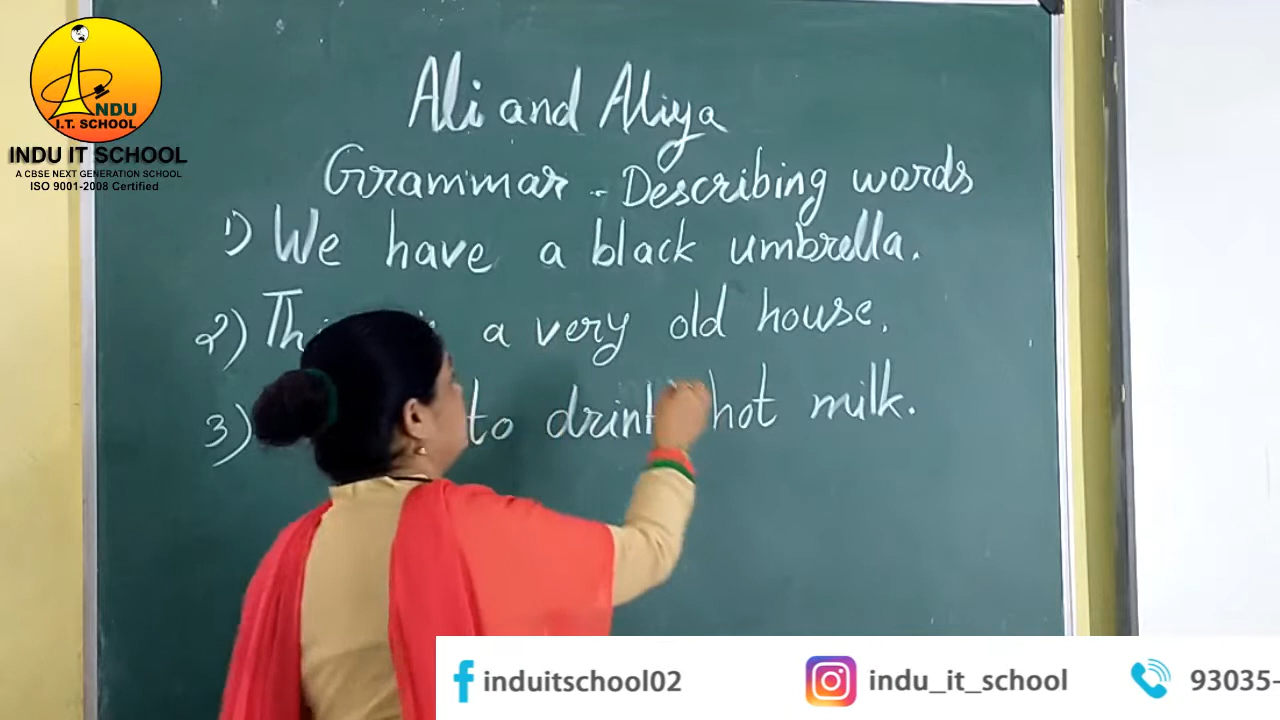 NDU
I.T. SCHOOL
INDU IT SCHOOL
A CBSE NEXT GENERATION SCHOOL
ISO 9001-2008 Certified
Ali and Aliya
Grammar - Describing words
1) We have a black umbrella.
2) a very old house.
3) to hot milk.
induitschool02
indu_it_school
93035-